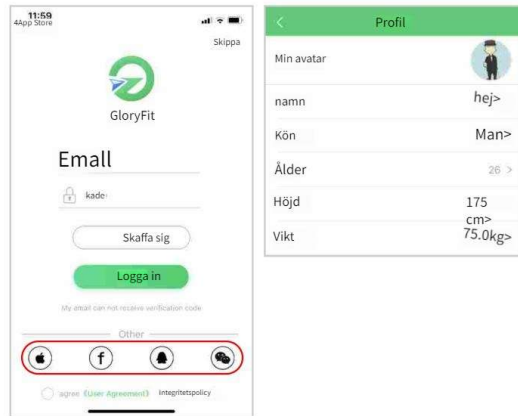 11:59
4App Store
Skippa
GloryFit
Emall
kade
Skaffa sig
Logga in
My email can not receive verification code
Other
f
agree 《User Agreement》 Integritetspolicy
Profil
Min avatar
namn hej>
Kön Man>
Ålder 26 >
Höjd 175 cm>
Vikt 75.0kg>